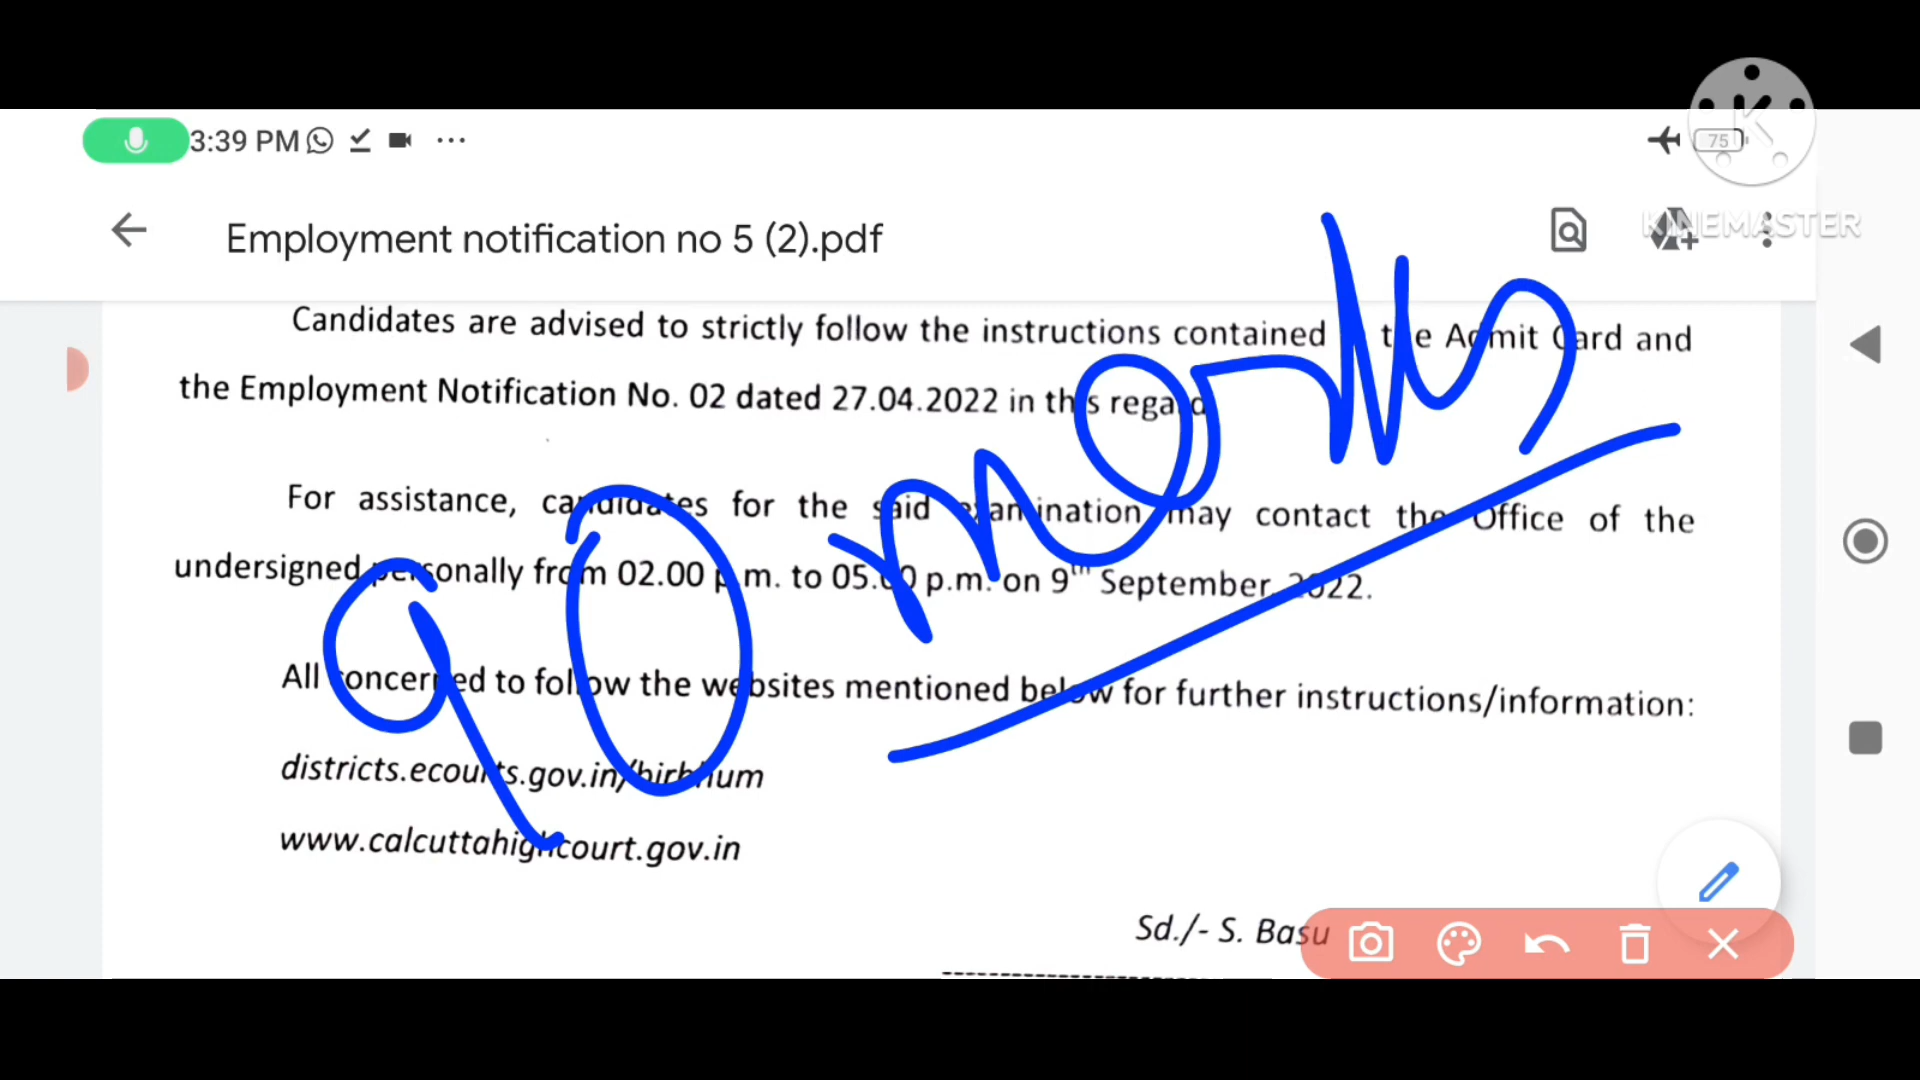 3:39 PM
75
KINEMASTER
Employment notification no 5 (2).pdf
Candidates are advised to strictly follow the instructions contained the Admit Card and
the Employment Notification No. 02 dated 27.04.2022 in this regard
For assistance, candidates for the said examination may contact the Office of the
undersigned personally from 02.00 p.m. to 05.00 p.m. on 9th September, 2022.
All concerned to follow the websites mentioned below for further instructions/information:
districts.ecourts.gov.in/birbhum
www.calcuttahighcourt.gov.in
Sd./- S. Basu
90 marks